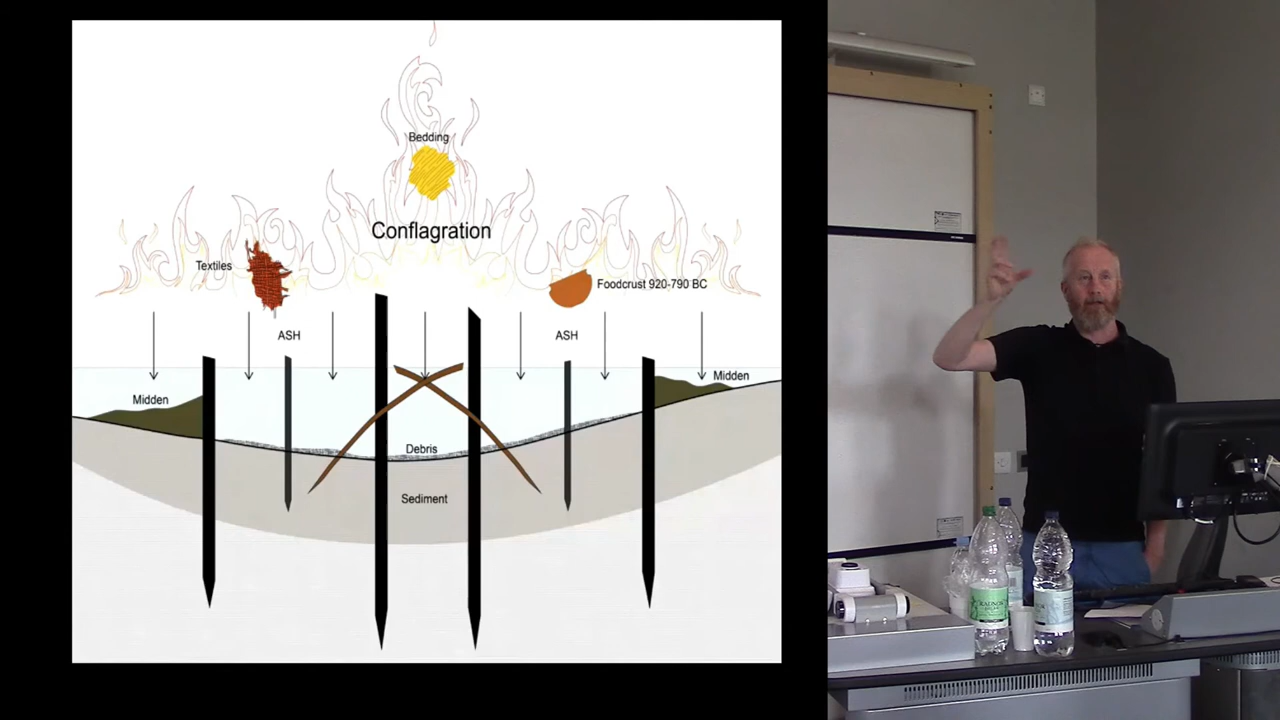 Bedding
Conflagration
Textiles
Foodcrust 920-790 BC
ASH
ASH
Midden
Midden
Debris
Sediment